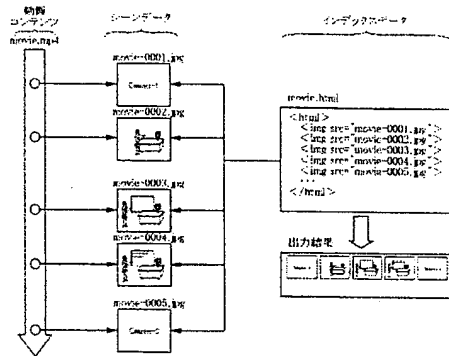 動画
コンテンツ
movie.mp4
シーンデータ
movie-0001.jpg
movie-0002.jpg
movie-0003.jpg
movie-0004.jpg
movie-0005.jpg
インデックスデータ
movie.html
<html>
<img src="movie-0001.jpg">
<img src="movie-0002.jpg">
<img src="movie-0003.jpg">
<img src="movie-0004.jpg">
<img src="movie-0005.jpg">
...
</html>
出力結果